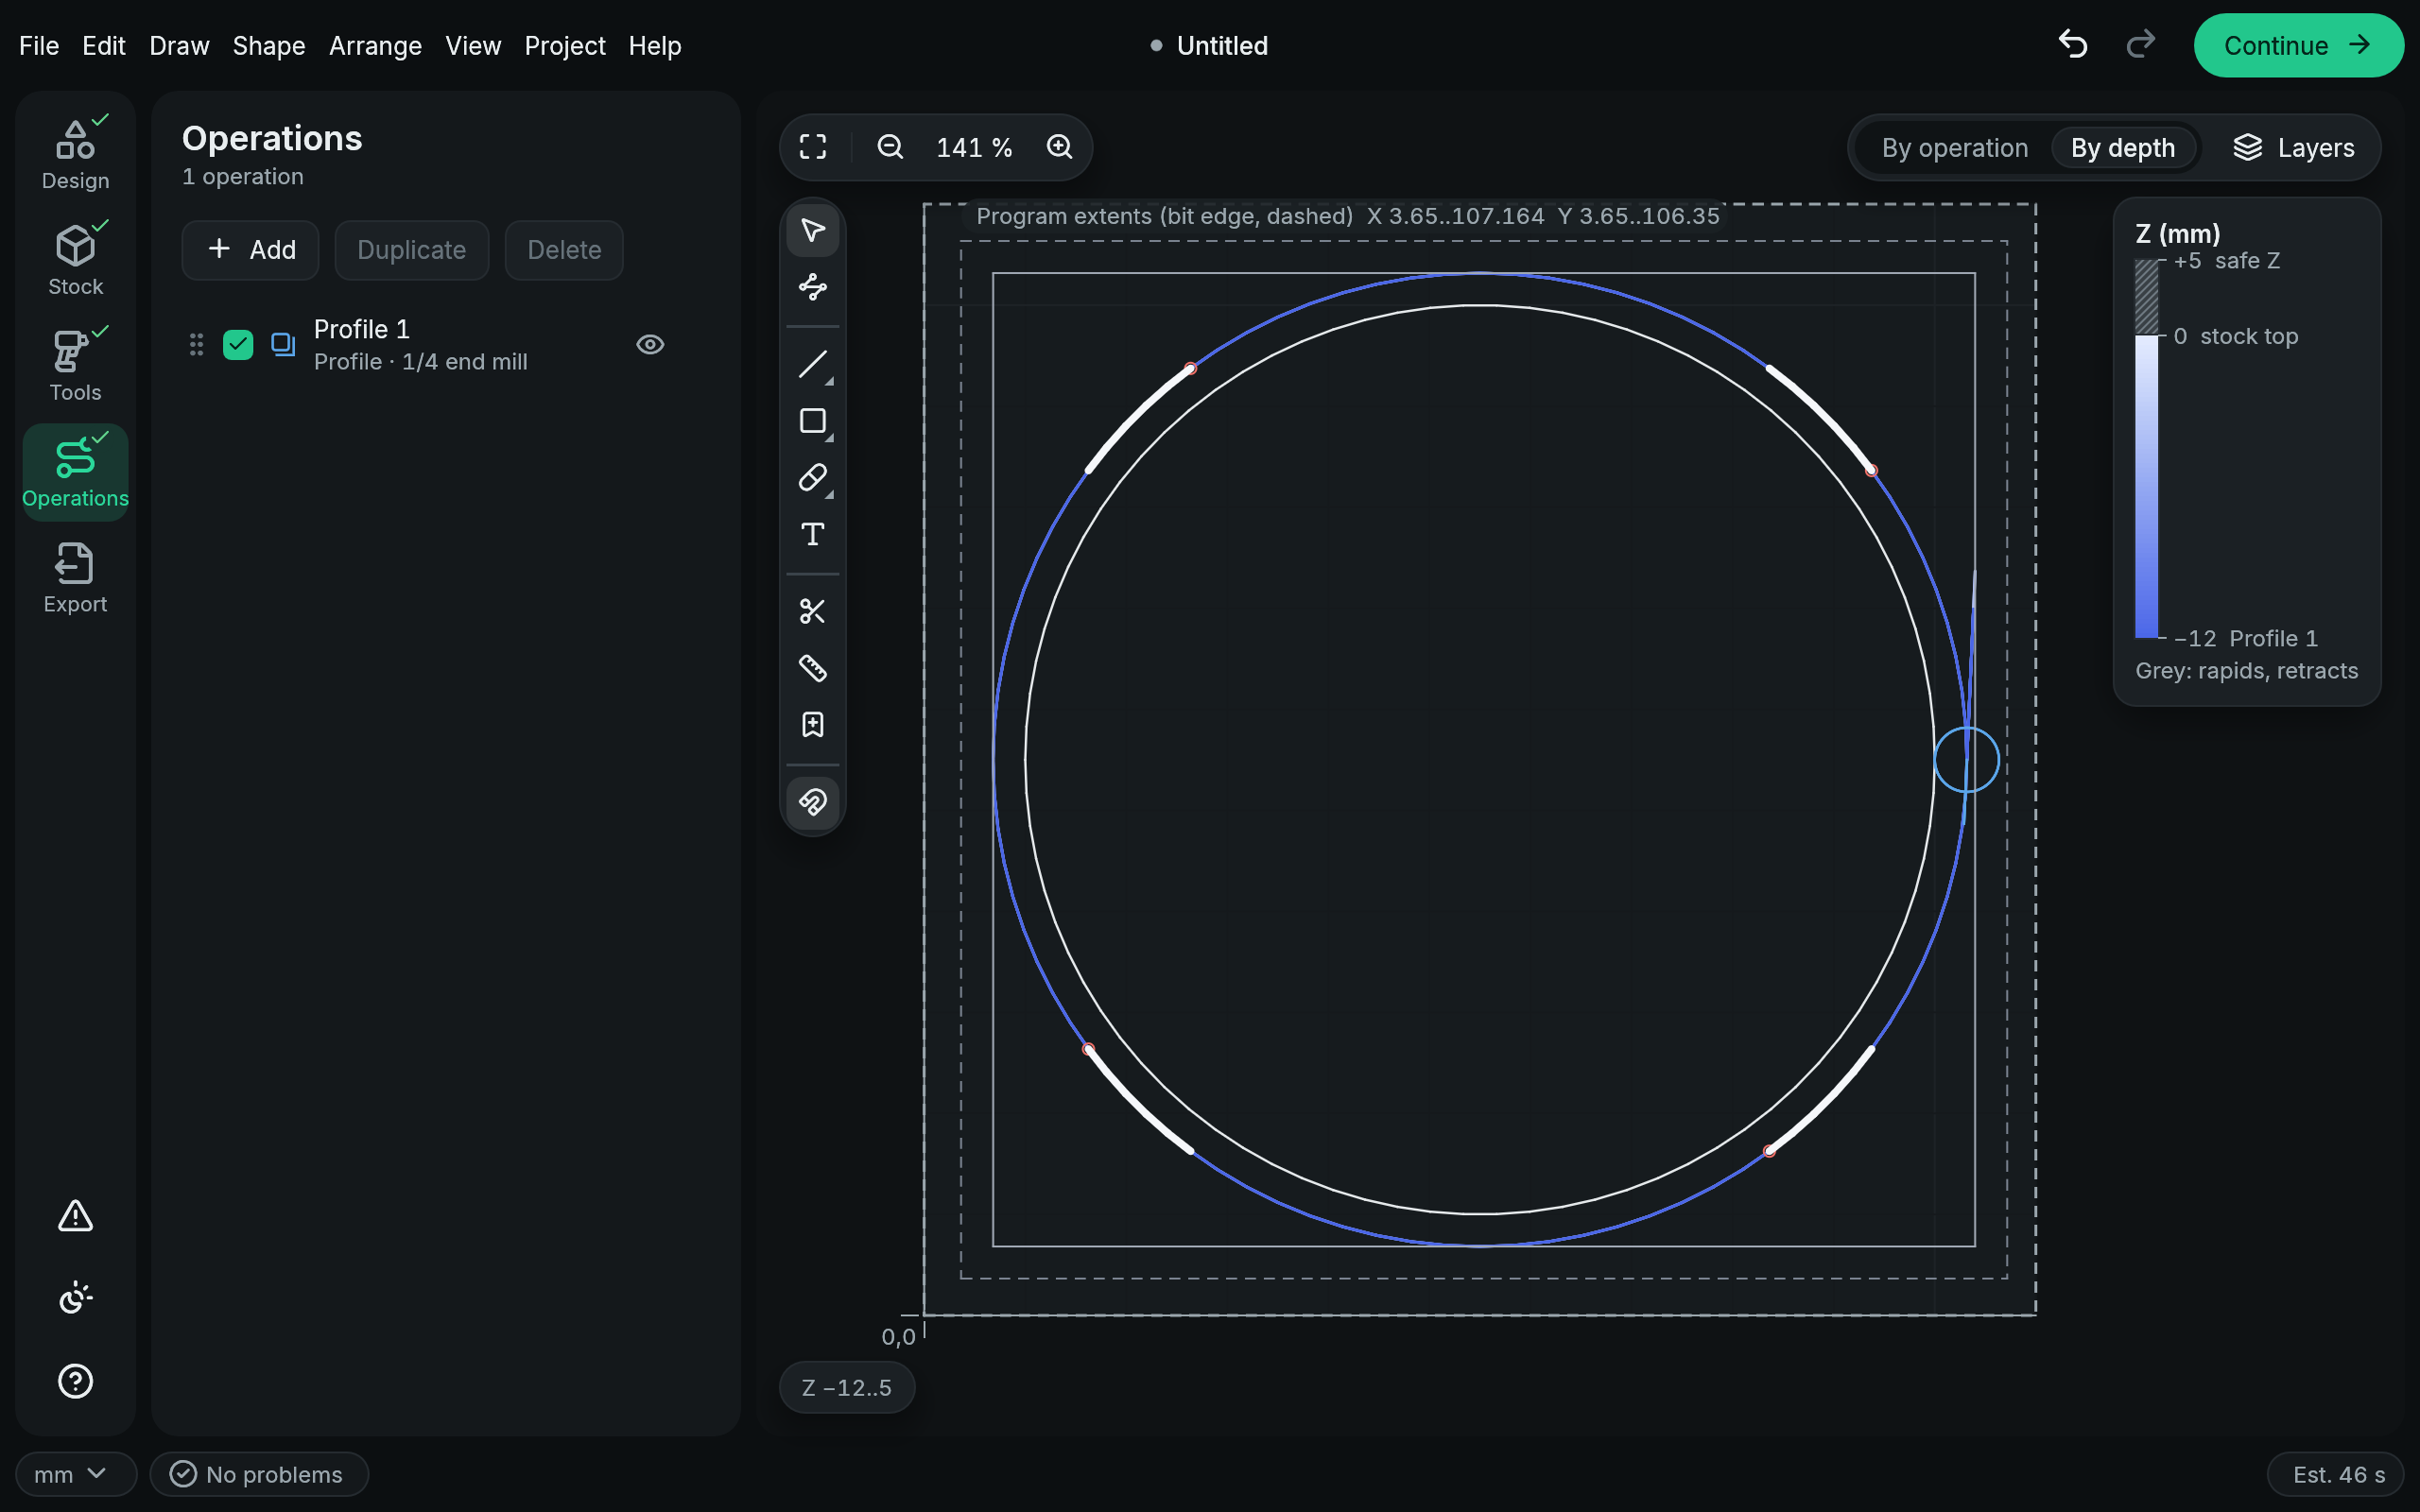 File Edit Draw Shape Arrange View Project Help
Untitled
Continue
Design
Stock
Tools
Operations
Export
Operations
1 operation
Add
Duplicate
Delete
Profile 1
Profile · 1/4 end mill
141 %
By operation
By depth
Layers
Program extents (bit edge, dashed) X 3.65..107.164 Y 3.65..106.35
Z (mm)
+5 safe Z
0 stock top
−12 Profile 1
Grey: rapids, retracts
0,0
Z −12..5
mm
No problems
Est. 46 s